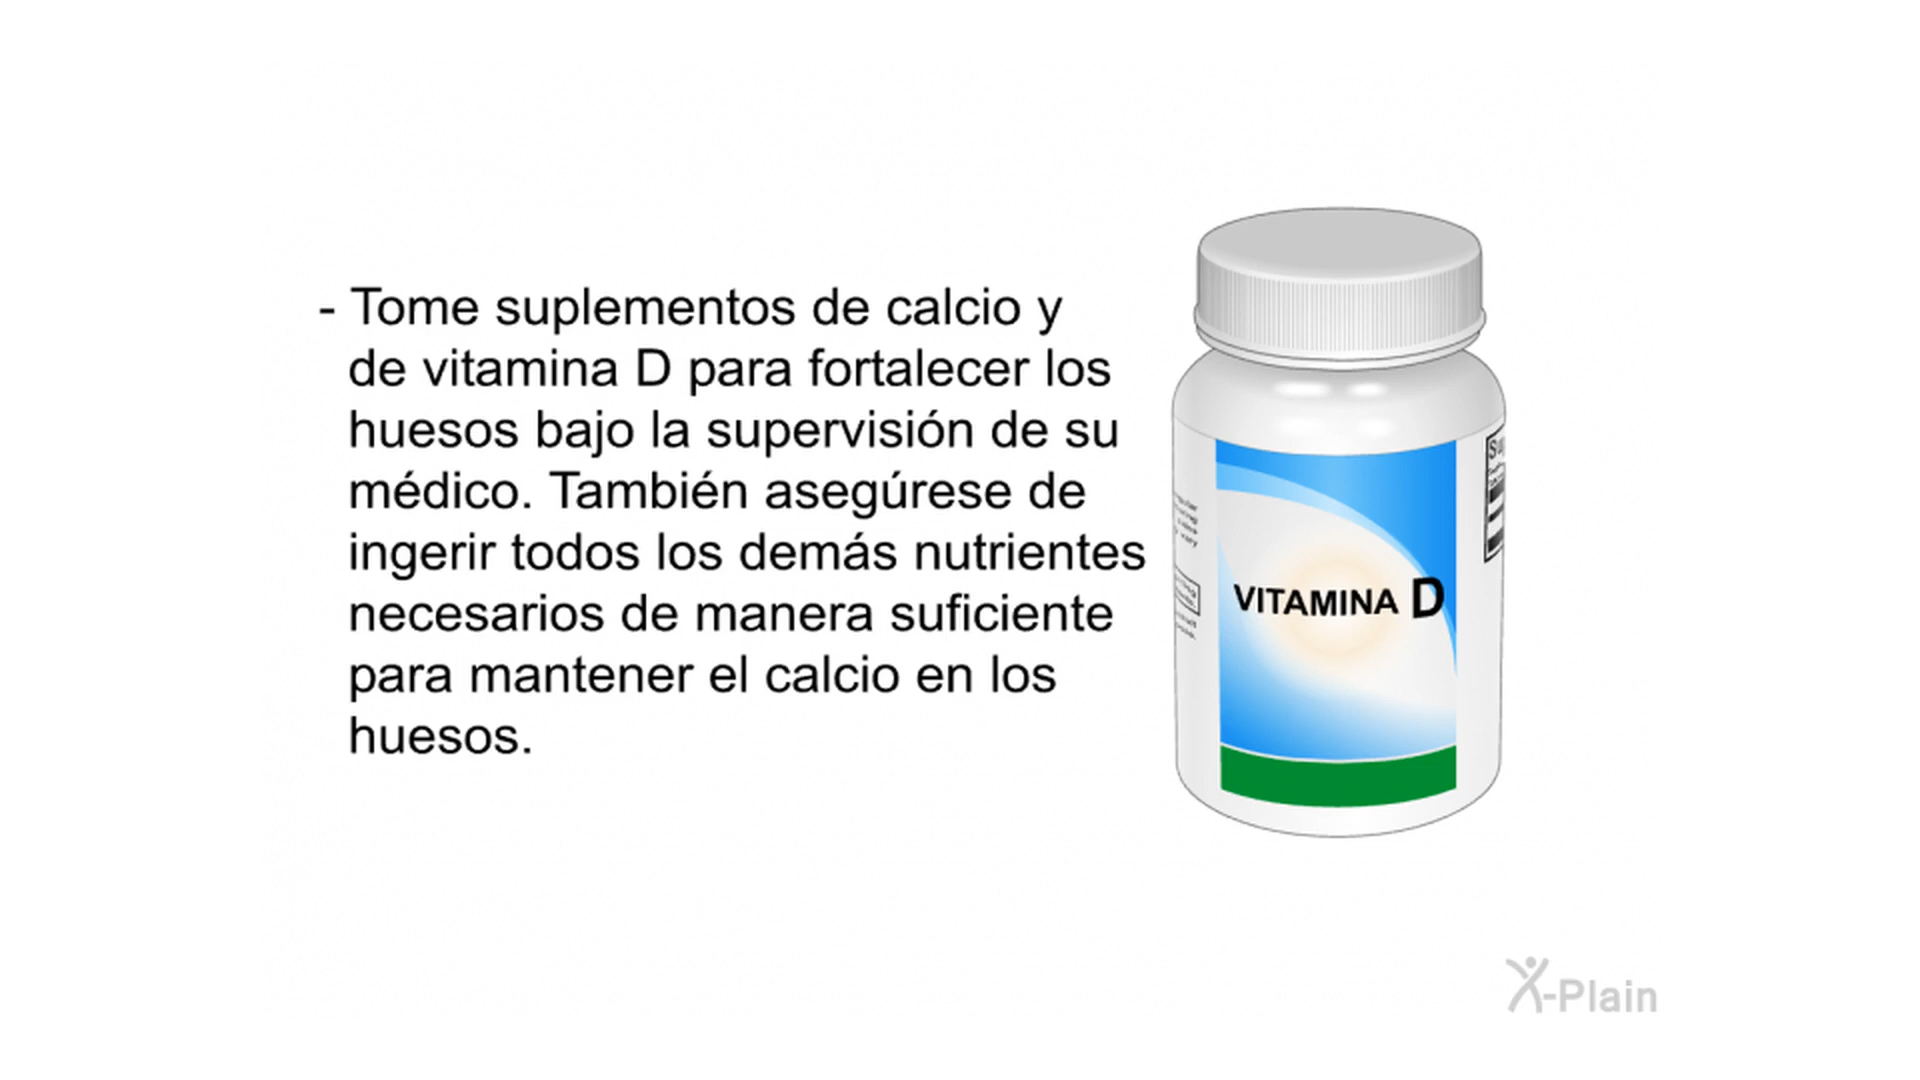 - Tome suplementos de calcio y
de vitamina D para fortalecer los
huesos bajo la supervisión de su
médico. También asegúrese de
ingerir todos los demás nutrientes
necesarios de manera suficiente
para mantener el calcio en los
huesos.
VITAMINA D
X-Plain